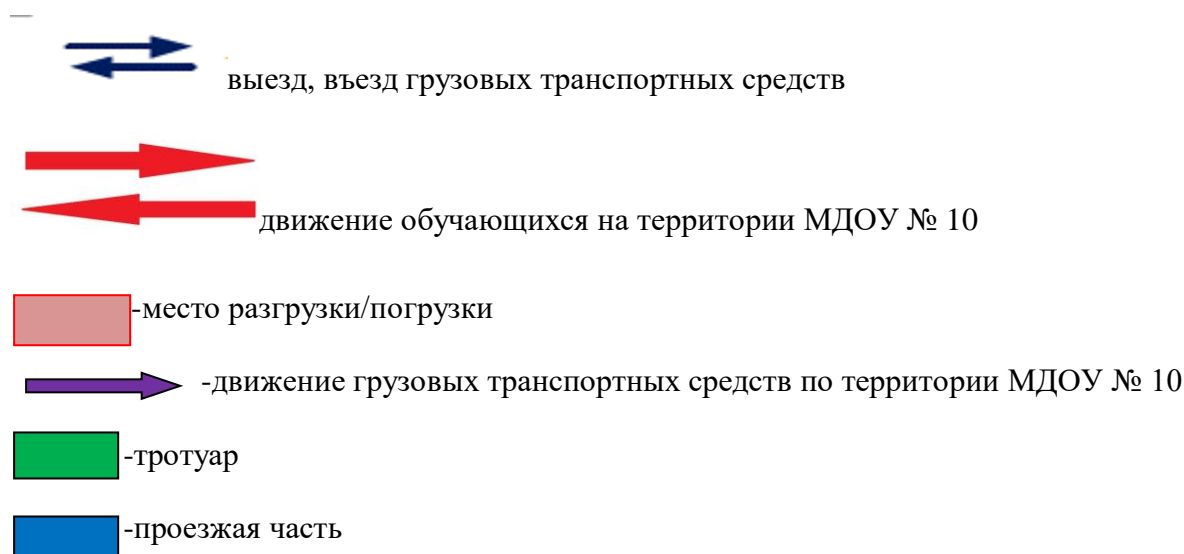 выезд, въезд грузовых транспортных средств
движение обучающихся на территории МДОУ № 10
-место разгрузки/погрузки
-движение грузовых транспортных средств по территории МДОУ № 10
-тротуар
-проезжая часть